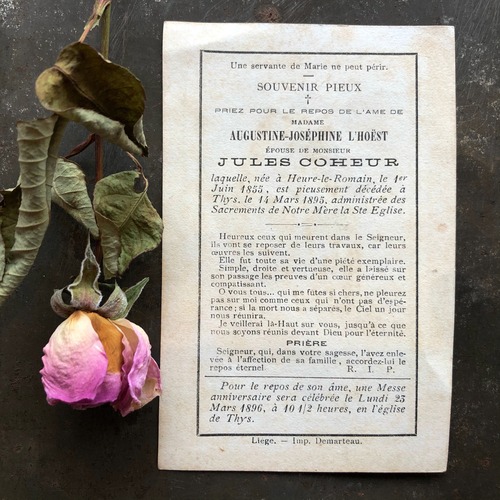 Une servante de Marie ne peut périr.
SOUVENIR PIEUX
†
PRIEZ POUR LE REPOS DE L'AME DE
MADAME
AUGUSTINE-JOSÉPHINE L'HOËST
ÉPOUSE DE MONSIEUR
JULES COHEUR
laquelle, née à Heure-le-Romain, le 1er
Juin 1855, est pieusement décédée à
Thys, le 14 Mars 1895, administrée des
Sacrements de Notre Mère la Ste Eglise.
Heureux ceux qui meurent dans le Seigneur,
ils vont se reposer de leurs travaux, car leurs
œuvres les suivent.
Elle fut toute sa vie d'une piété exemplaire.
Simple, droite et vertueuse, elle a laissé sur
son passage les preuves d'un cœur généreux et
compatissant.
O vous tous... qui me fûtes si chers, ne pleurez
pas sur moi comme ceux qui n'ont pas d'espé-
rance; si la mort nous a séparés, le Ciel un jour
nous réunira.
Je veillerai là-Haut sur vous, jusqu'à ce que
nous soyons réunis devant Dieu pour l'éternité.
PRIÈRE
Seigneur, qui, dans votre sagesse, l'avez enle-
vée à l'affection de sa famille, accordez-lui le
repos éternel R. I. P.
Pour le repos de son âme, une Messe
anniversaire sera célébrée le Lundi 23
Mars 1896, à 10 1/2 heures, en l'église
de Thys.
Liége. — Imp. Demarteau.